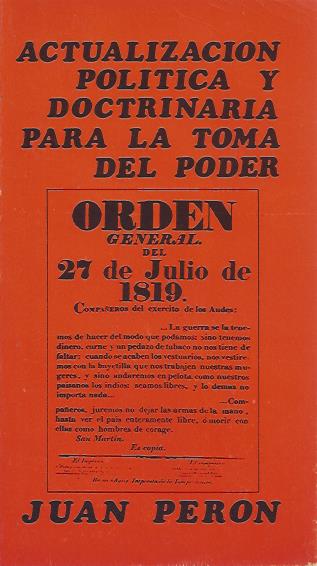 ACTUALIZACION
POLITICA Y
DOCTRINARIA
PARA LA TOMA
DEL PODER
ORDEN
GENERAL.
DEL
27 de Julio de
1819.
COMPAÑEROS del exercito de los Andes:
...La guerra se la tene-
mos de hacer del modo que podamos: sino tenemos
dinero, carne y un pedazo de tabaco no nos tiene de
faltar: cuando se acaben los vestuarios, nos vestire-
mos con la bayetilla que nos trabajen nuestras mu-
geres, y sino andaremos en pelota como nuestros
paisanos los indios: seamos libres, y lo demas no
importa nada...
...Com-
pañeros, juremos no dejar las armas de la mano,
hasta ver el pais enteramente libre, ó morir con
ellas como hombres de corage.
San Martin.
Es copia.
JUAN PERON